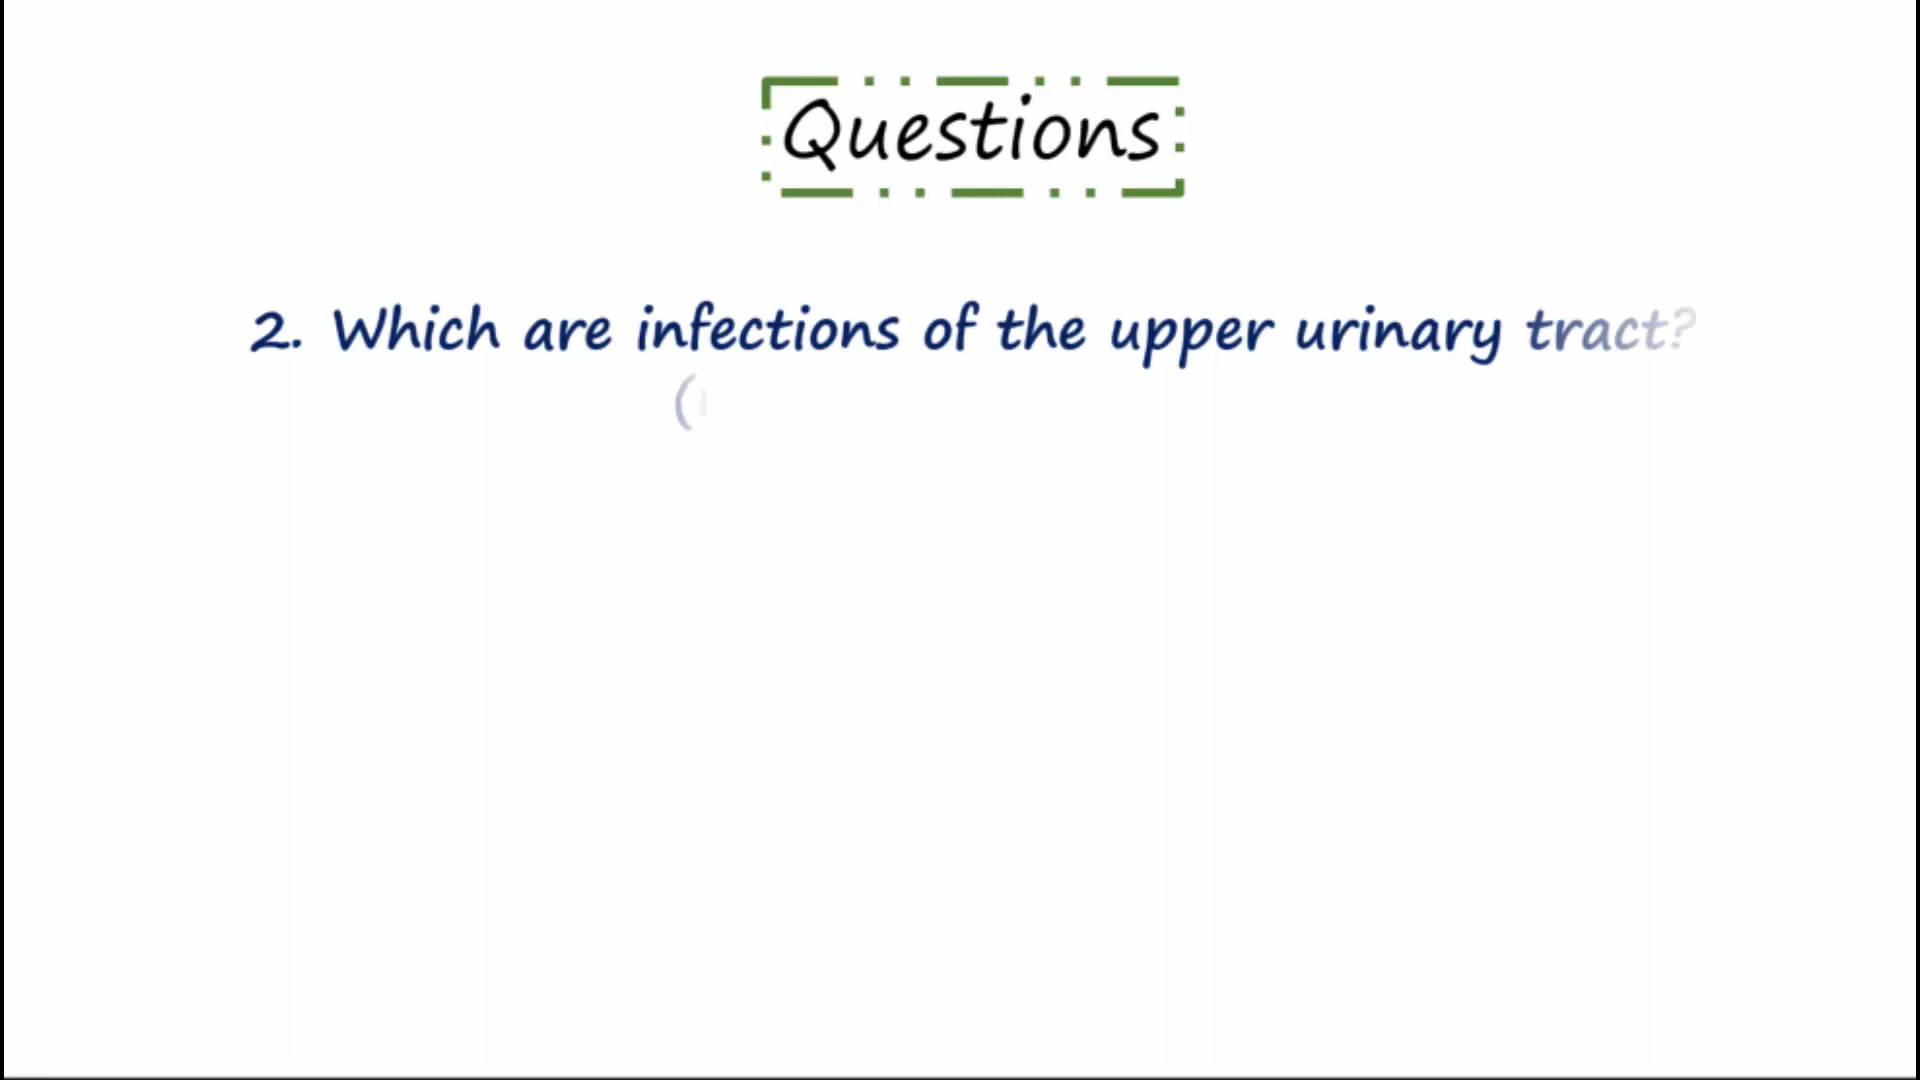 Questions
2. Which are infections of the upper urinary tract?
(